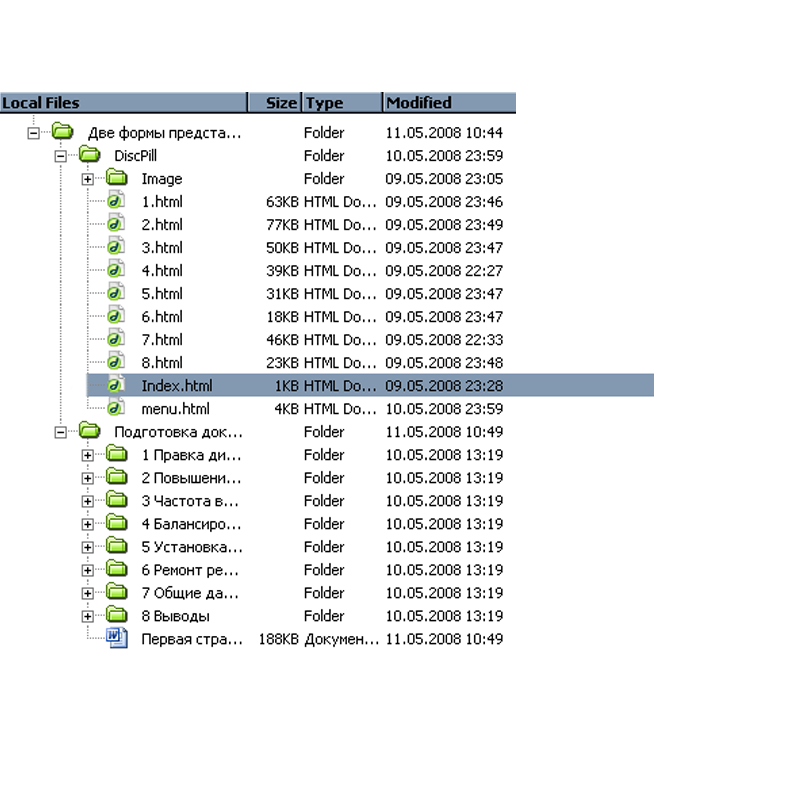 Local Files Size Type Modified
Две формы предста... Folder 11.05.2008 10:44
DiscPill Folder 10.05.2008 23:59
Image Folder 09.05.2008 23:05
1.html 63KB HTML Do... 09.05.2008 23:46
2.html 77KB HTML Do... 09.05.2008 23:49
3.html 50KB HTML Do... 09.05.2008 23:47
4.html 39KB HTML Do... 09.05.2008 22:27
5.html 31KB HTML Do... 09.05.2008 23:47
6.html 18KB HTML Do... 09.05.2008 23:47
7.html 46KB HTML Do... 09.05.2008 22:33
8.html 23KB HTML Do... 09.05.2008 23:48
Index.html 1KB HTML Do... 09.05.2008 23:28
menu.html 4KB HTML Do... 10.05.2008 23:59
Подготовка док... Folder 11.05.2008 10:49
1 Правка ди... Folder 10.05.2008 13:19
2 Повышени... Folder 10.05.2008 13:19
3 Частота в... Folder 10.05.2008 13:19
4 Балансиро... Folder 10.05.2008 13:19
5 Установка... Folder 10.05.2008 13:19
6 Ремонт ре... Folder 10.05.2008 13:19
7 Общие да... Folder 10.05.2008 13:19
8 Выводы Folder 10.05.2008 13:19
Первая стра... 188KB Докумен... 11.05.2008 10:49